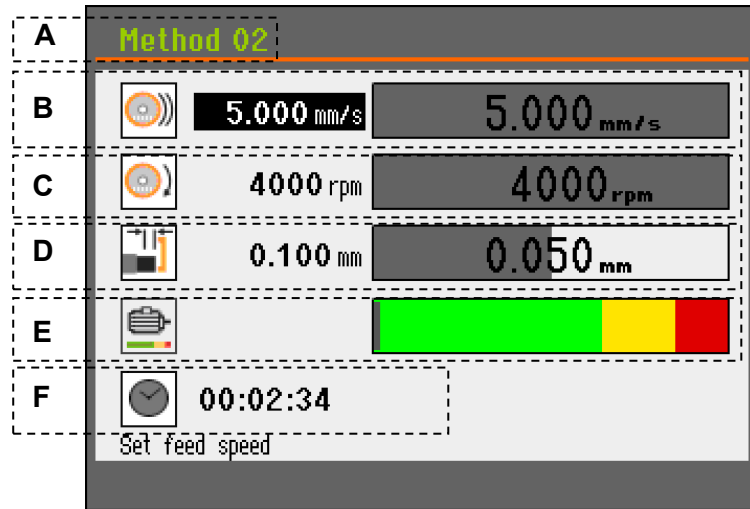 A Method 02
B 5.000 mm/s 5.000 mm/s
C 4000 rpm 4000 rpm
D 0.100 mm 0.050 mm
E
F 00:02:34
Set feed speed